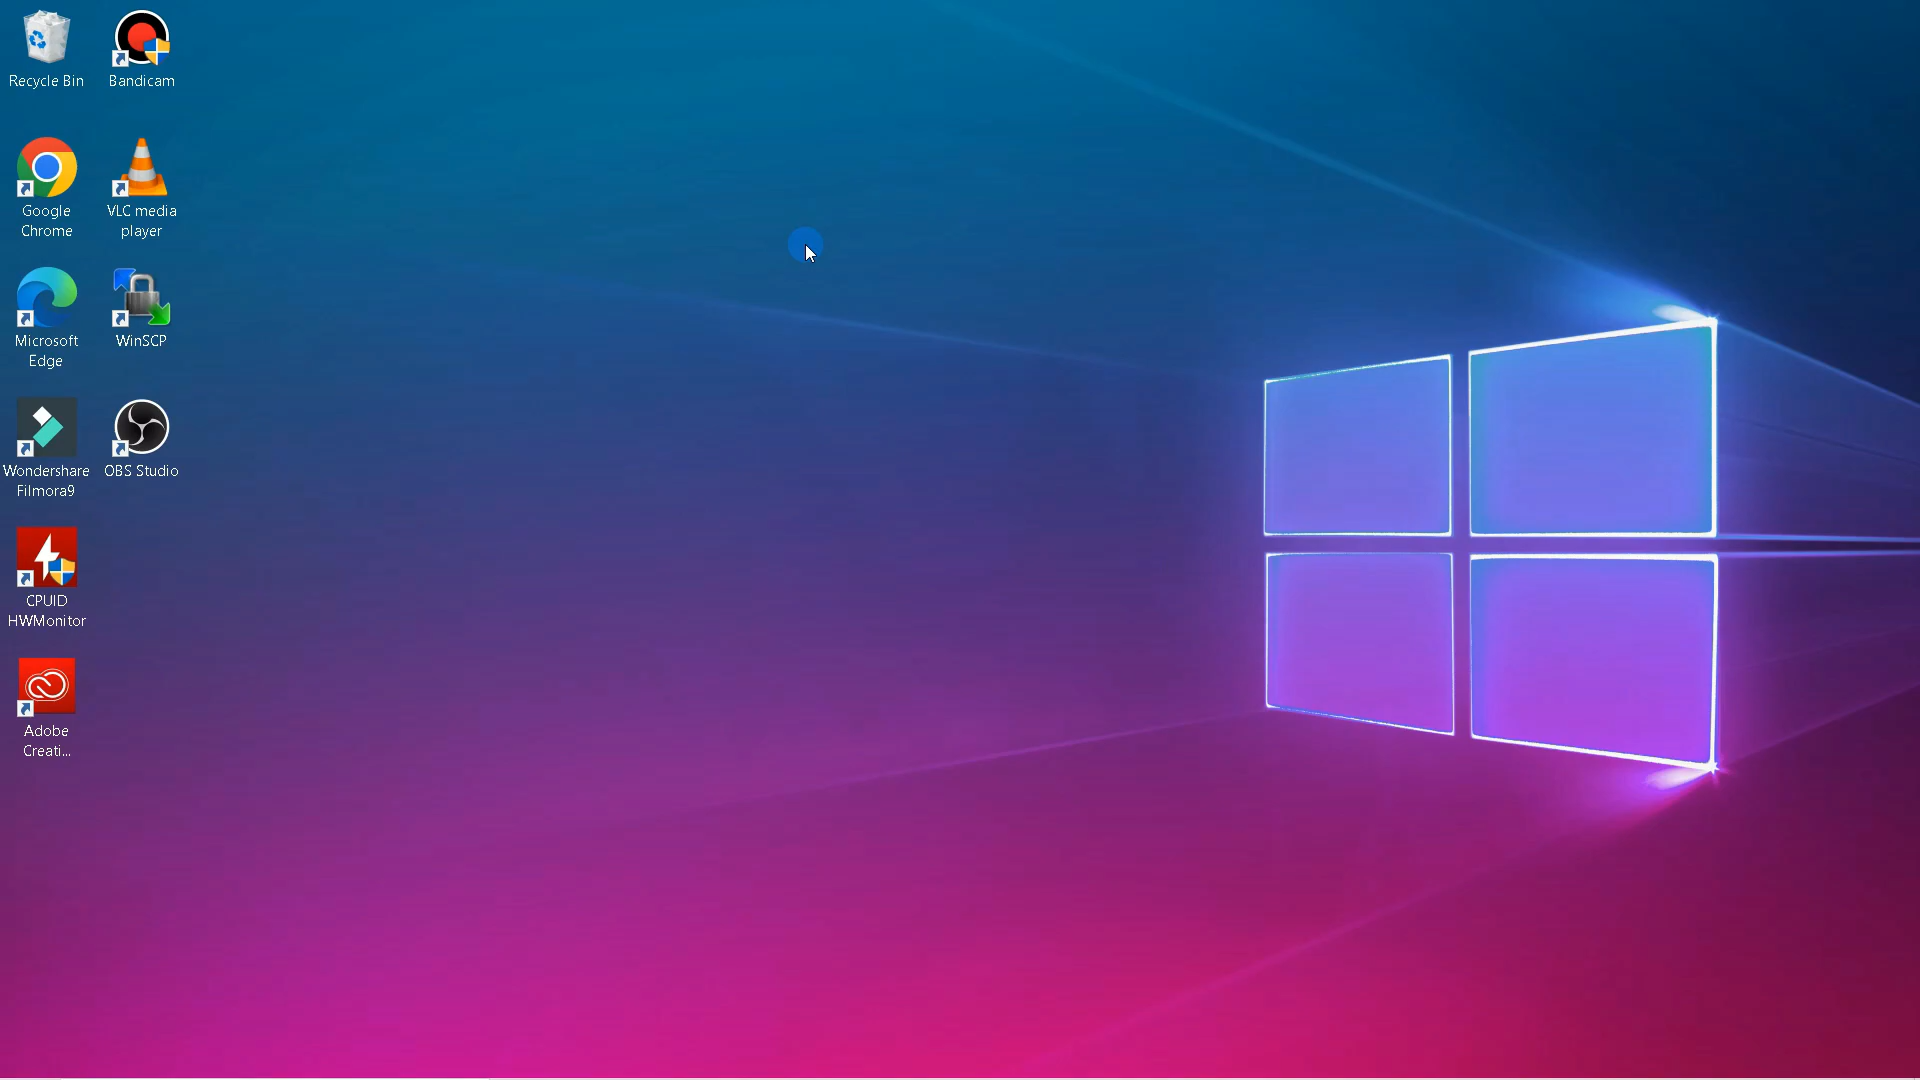 Recycle Bin
Bandicam
Google
Chrome
VLC media
player
Microsoft
Edge
WinSCP
Wondershare
Filmora9
OBS Studio
CPUID
HWMonitor
Adobe
Creati...